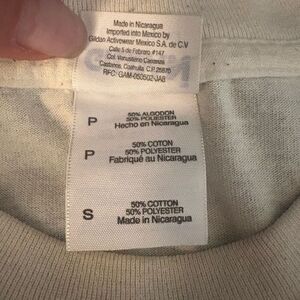 Made in Nicaragua
Imported into Mexico by
Gildan Activewear Mexico S.A. de C.V
Calle 5 de Febrero #147
Col. Venustiano Carranza
Castanos, Coahuila C.P. 25870
RFC: GAM-050502-JA8
P
50% ALGODON
50% POLIESTER
Hecho en Nicaragua
P
50% COTON
50% POLYESTER
Fabriqué au Nicaragua
S
50% COTTON
50% POLYESTER
Made in Nicaragua